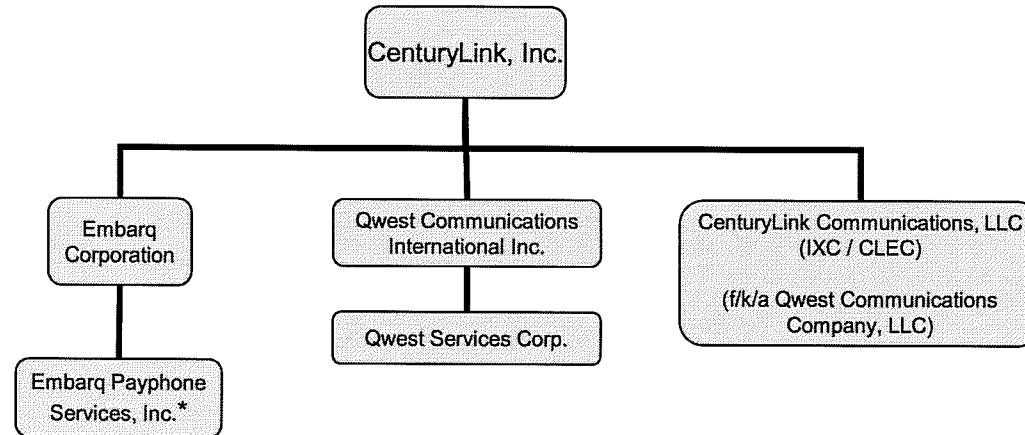 CenturyLink, Inc.
Embarq
Corporation
Qwest Communications
International Inc.
CenturyLink Communications, LLC
(IXC / CLEC)
(f/k/a Qwest Communications
Company, LLC)
Qwest Services Corp.
Embarq Payphone
Services, Inc.*